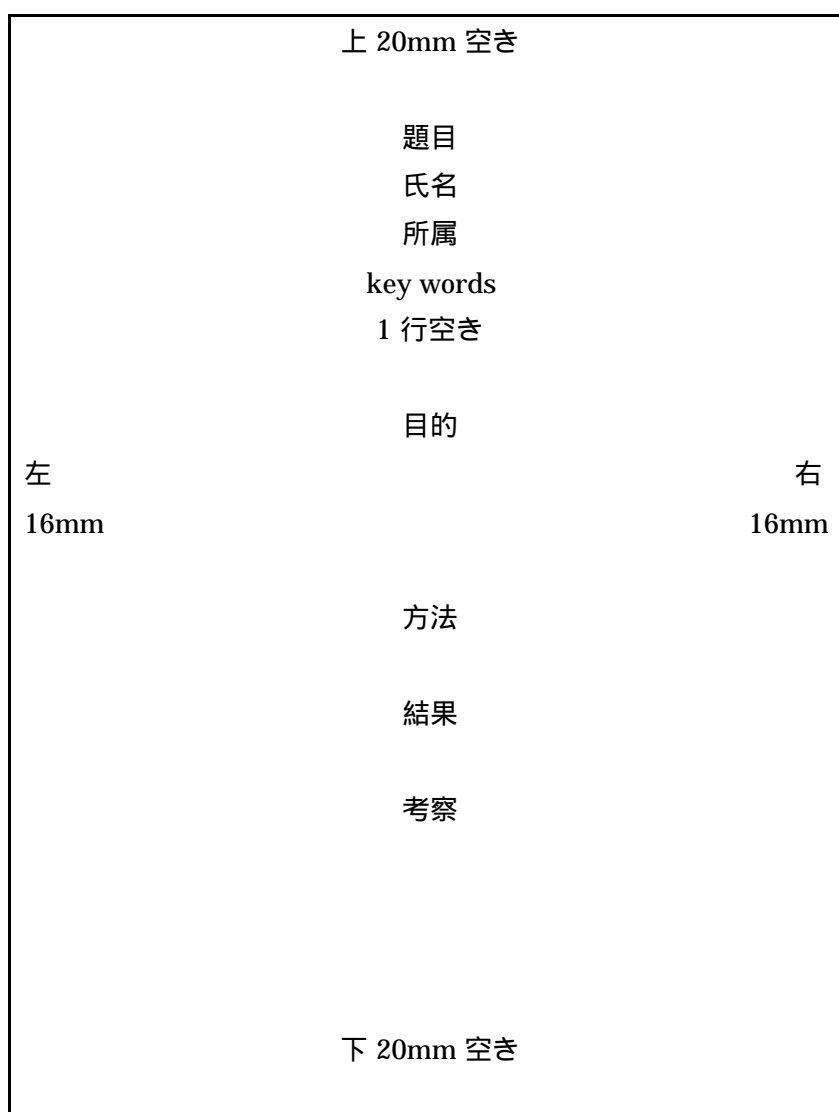 上 20mm 空き
題目
氏名
所属
key words
1 行空き
目的
左 右
16mm 16mm
方法
結果
考察
下 20mm 空き